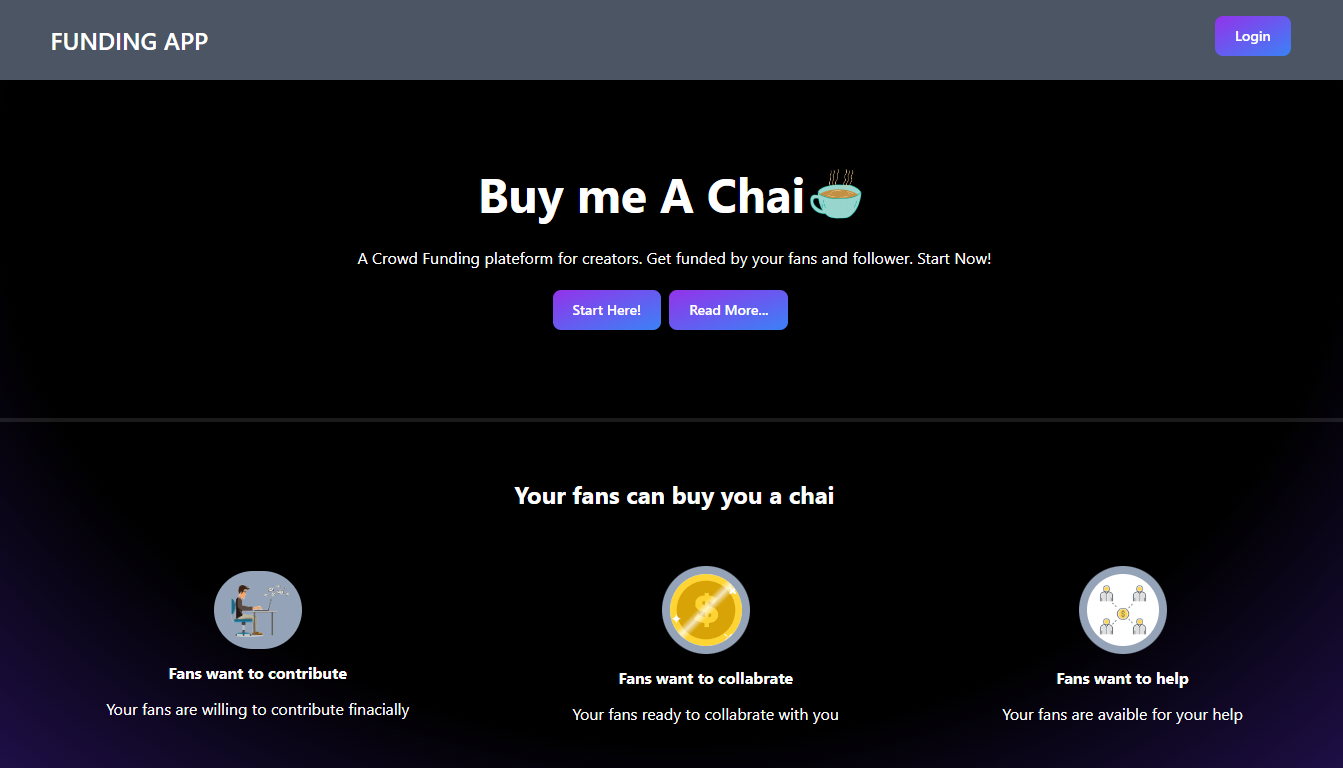 FUNDING APP
Login
Buy me A Chai
A Crowd Funding plateform for creators. Get funded by your fans and follower. Start Now!
Start Here!
Read More...
Your fans can buy you a chai
$
$
Fans want to contribute
Fans want to collabrate
Fans want to help
Your fans are willing to contribute finacially
Your fans ready to collabrate with you
Your fans are avaible for your help